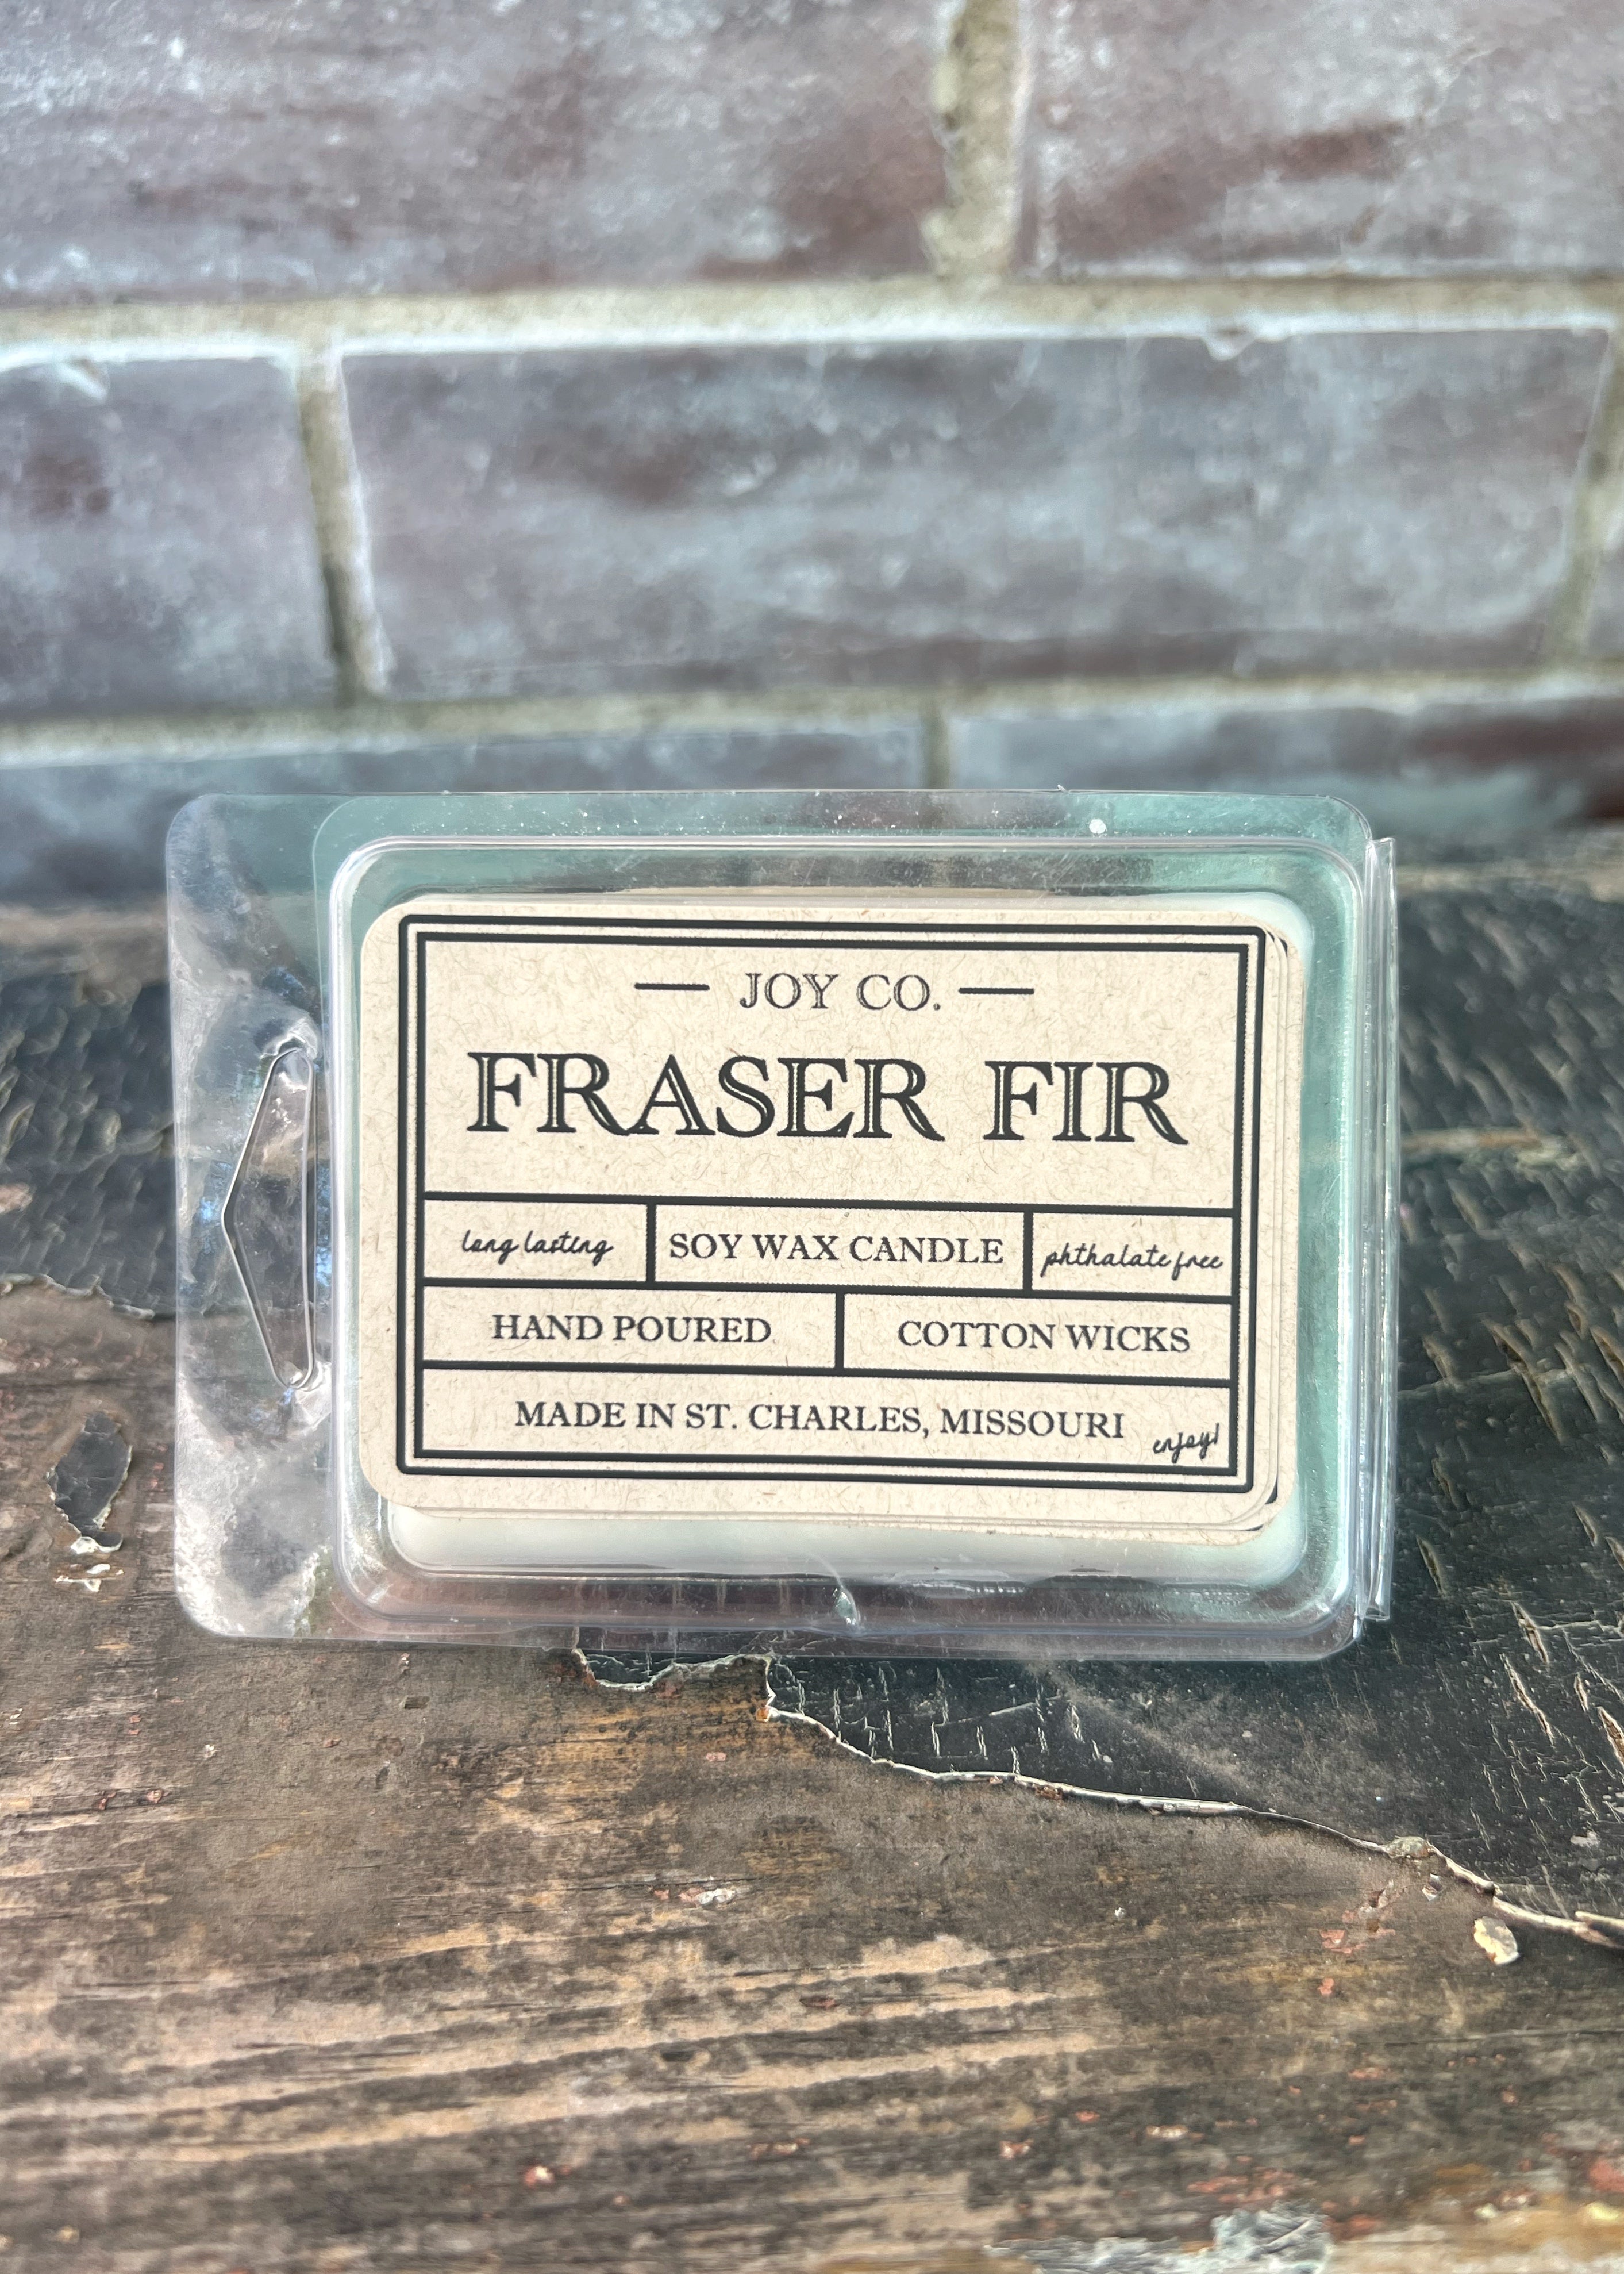 JOY CO.
FRASER FIR
long lasting
SOY WAX CANDLE
phthalate free
HAND POURED
COTTON WICKS
MADE IN ST. CHARLES, MISSOURI
enjoy!